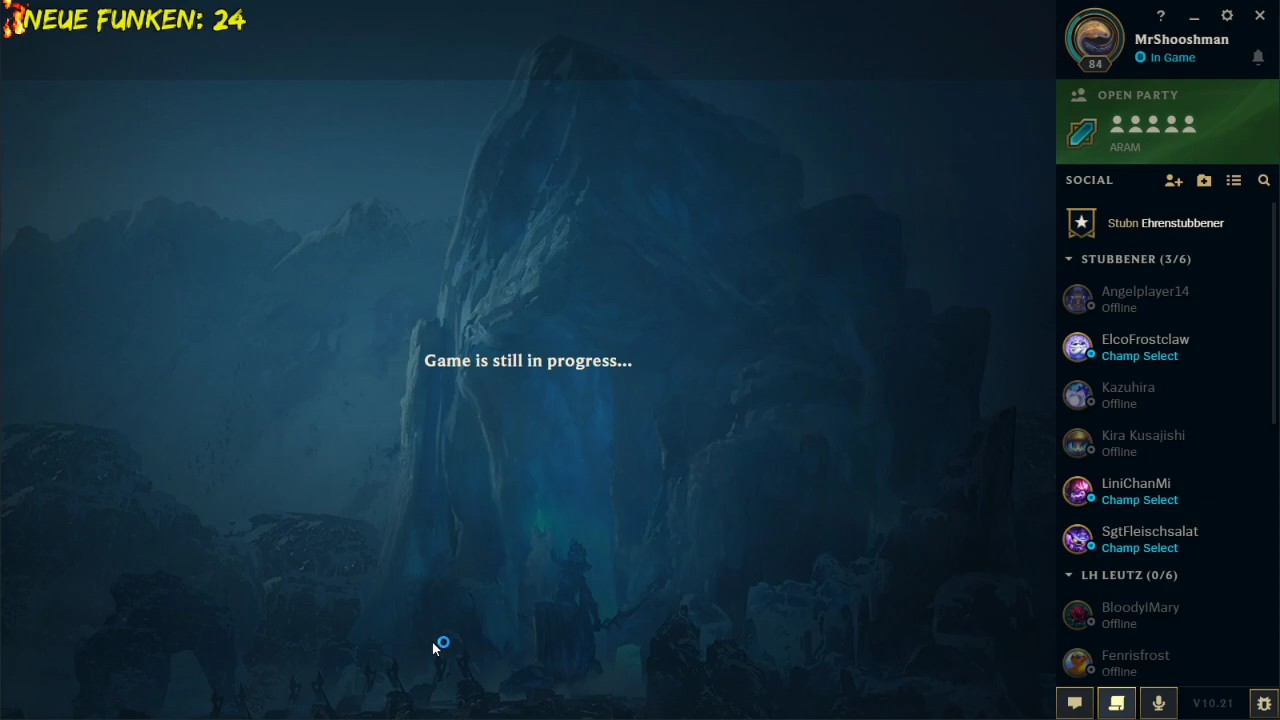 NEUE FUNKEN: 24
?
MrShooshman
In Game
84
OPEN PARTY
ARAM
SOCIAL
Stubn Ehrenstubbener
STUBBENER (3/6)
Angelplayer14
Offline
ElcoFrostclaw
Champ Select
Kazuhira
Offline
Kira Kusajishi
Offline
LiniChanMi
Champ Select
SgtFleischsalat
Champ Select
LH LEUTZ (0/6)
BloodyIMary
Offline
Fenrisfrost
Offline
V10.21
Game is still in progress...